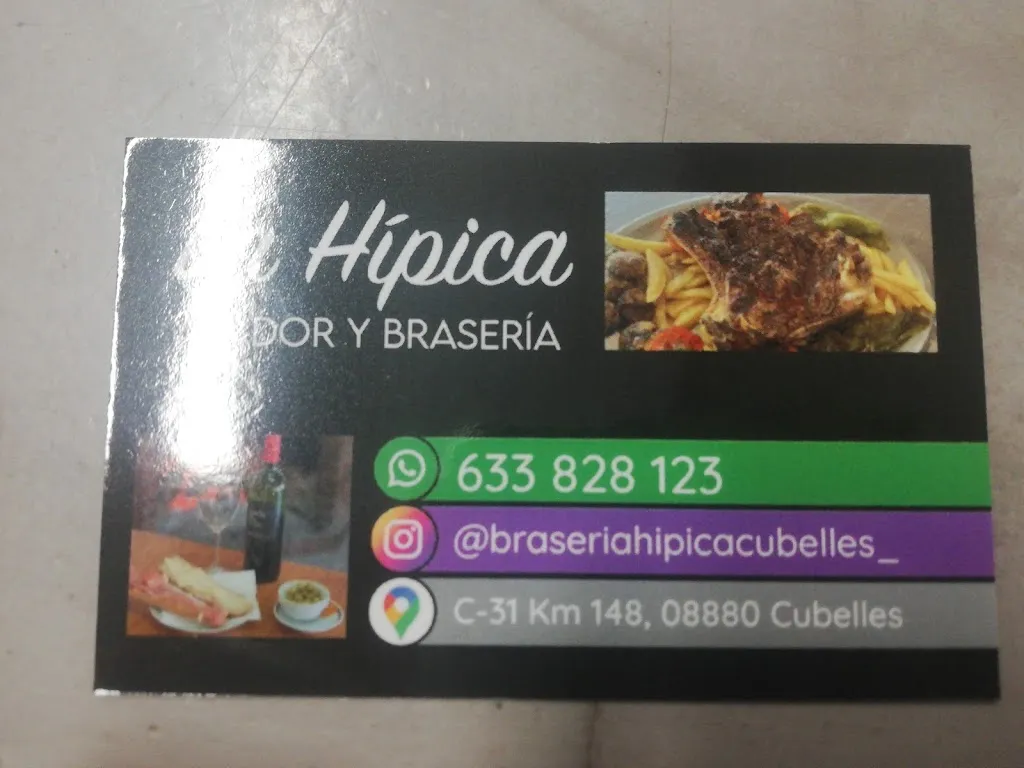 Hípica
DOR Y BRASERÍA
633 828 123
@braseriahipicacubelles_
C-31 Km 148, 08880 Cubelles